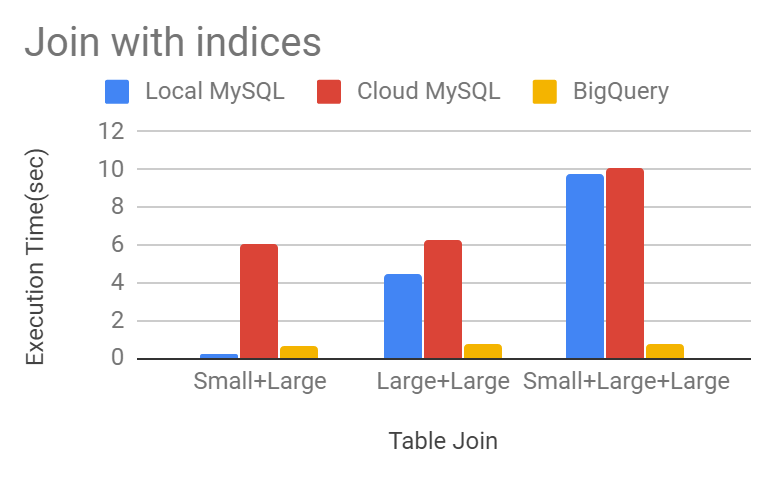 Join with indices
Local MySQL Cloud MySQL BigQuery
12
10
8
6
4
2
0
Execution Time(sec)
Small+Large Large+Large Small+Large+Large
Table Join